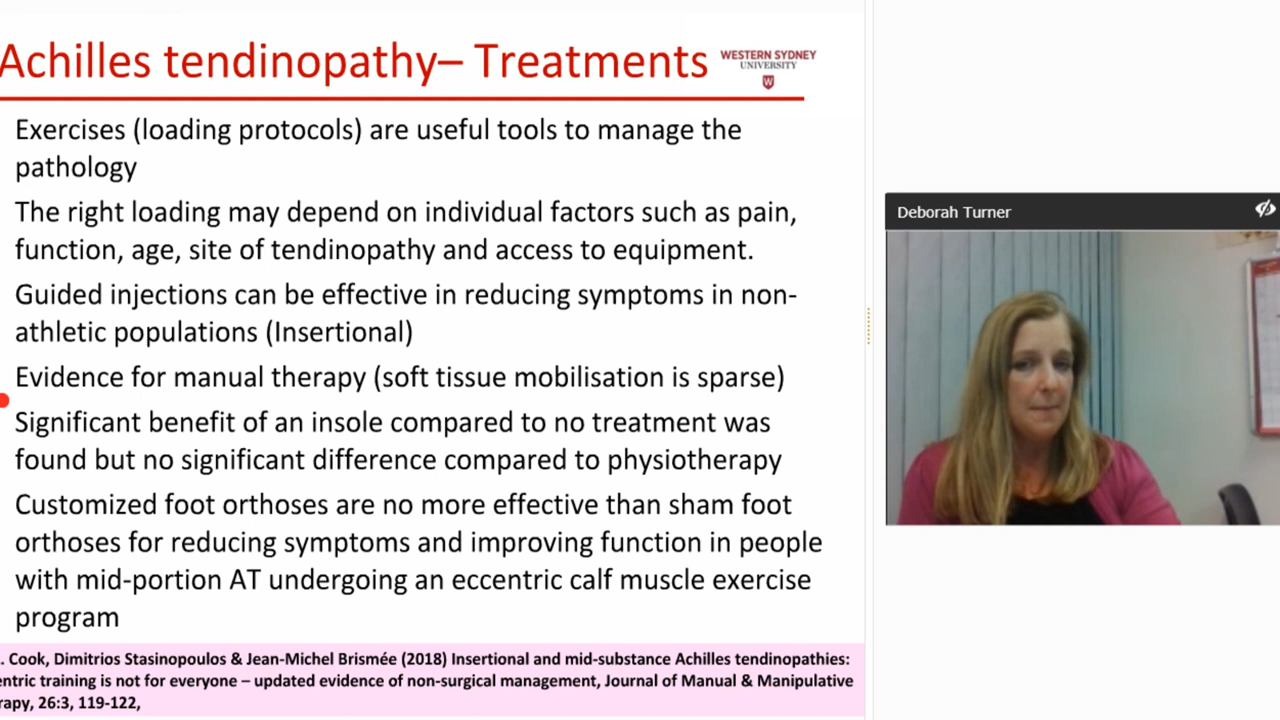 Achilles tendinopathy– Treatments
WESTERN SYDNEY
UNIVERSITY
W
Exercises (loading protocols) are useful tools to manage the
pathology
The right loading may depend on individual factors such as pain,
function, age, site of tendinopathy and access to equipment.
Guided injections can be effective in reducing symptoms in non-
athletic populations (Insertional)
Evidence for manual therapy (soft tissue mobilisation is sparse)
Significant benefit of an insole compared to no treatment was
found but no significant difference compared to physiotherapy
Customized foot orthoses are no more effective than sham foot
orthoses for reducing symptoms and improving function in people
with mid-portion AT undergoing an eccentric calf muscle exercise
program
. Cook, Dimitrios Stasinopoulos & Jean-Michel Brismée (2018) Insertional and mid-substance Achilles tendinopathies:
entric training is not for everyone – updated evidence of non-surgical management, Journal of Manual & Manipulative
rapy, 26:3, 119-122,
Deborah Turner